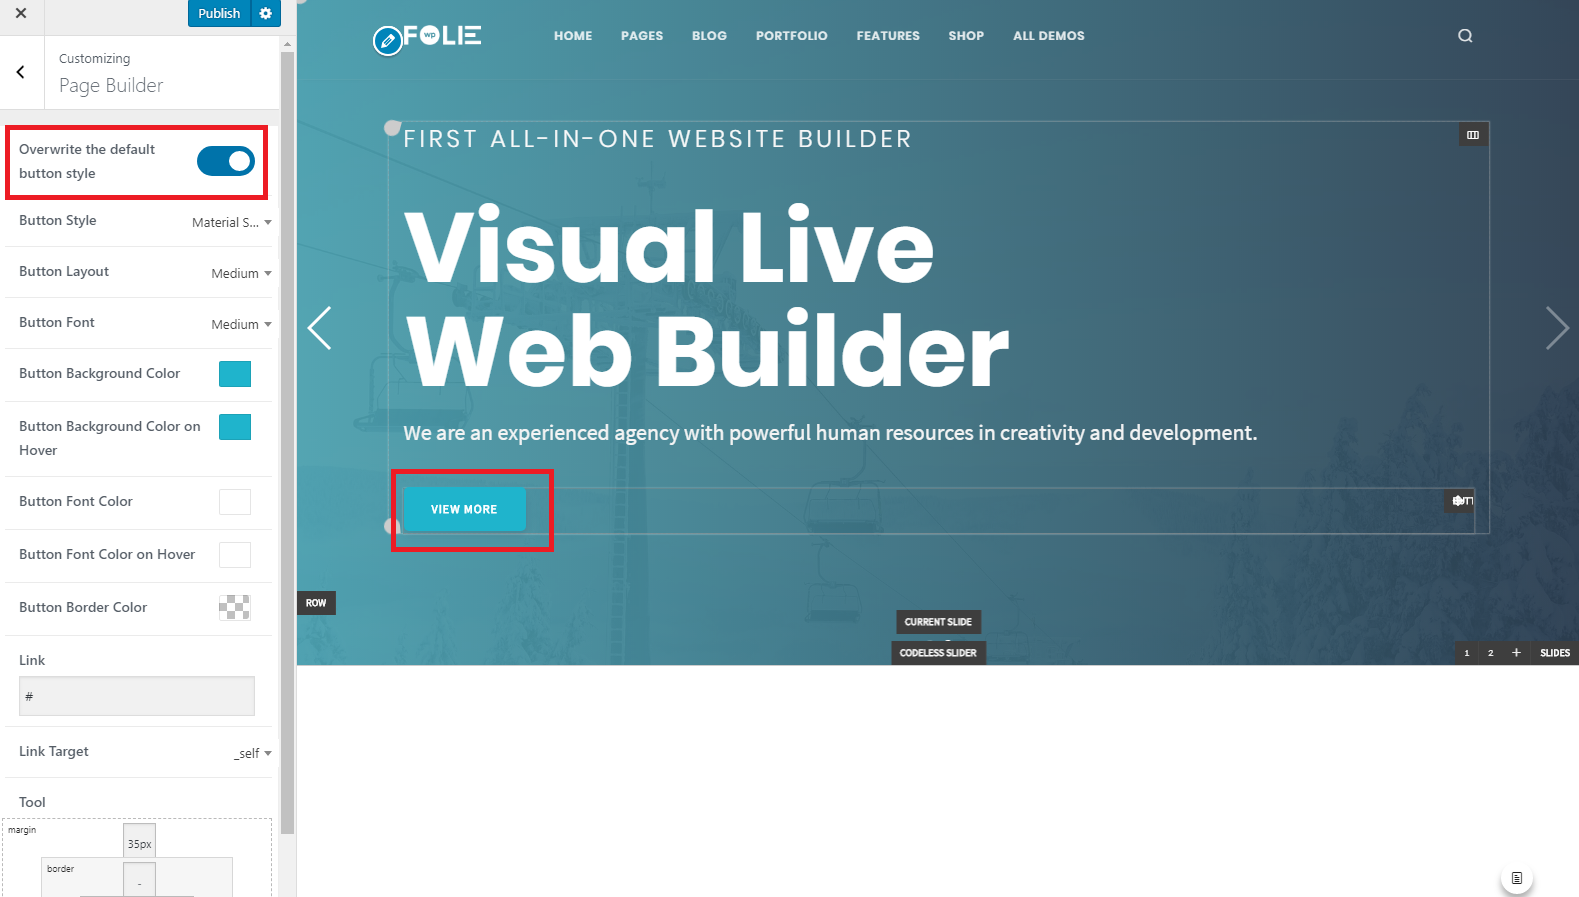 Publish
Customizing
Page Builder
Overwrite the default
button style
Button Style
Material S...
Button Layout
Medium
Button Font
Medium
Button Background Color
Button Background Color on
Hover
Button Font Color
Button Font Color on Hover
Button Border Color
Link
#
Link Target
_self
Tool
margin
35px
border
-
FOLIE
wp
HOME PAGES BLOG PORTFOLIO FEATURES SHOP ALL DEMOS
FIRST ALL-IN-ONE WEBSITE BUILDER
Visual Live
Web Builder
We are an experienced agency with powerful human resources in creativity and development.
VIEW MORE
ROW
CURRENT SLIDE
CODELESS SLIDER
1 2 + SLIDES